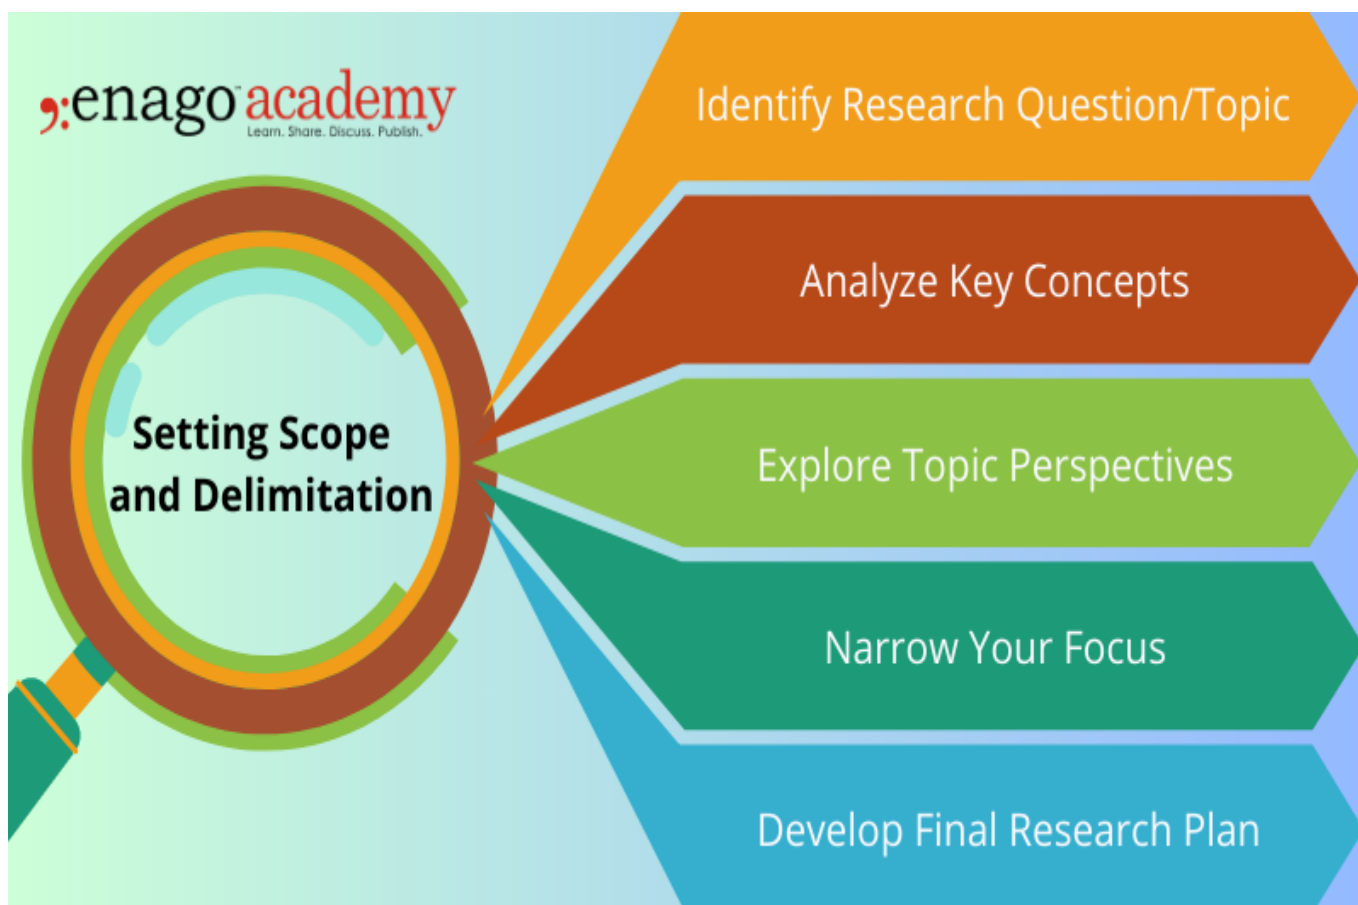 enago academy
Learn. Share. Discuss. Publish.
Setting Scope
and Delimitation
Identify Research Question/Topic
Analyze Key Concepts
Explore Topic Perspectives
Narrow Your Focus
Develop Final Research Plan